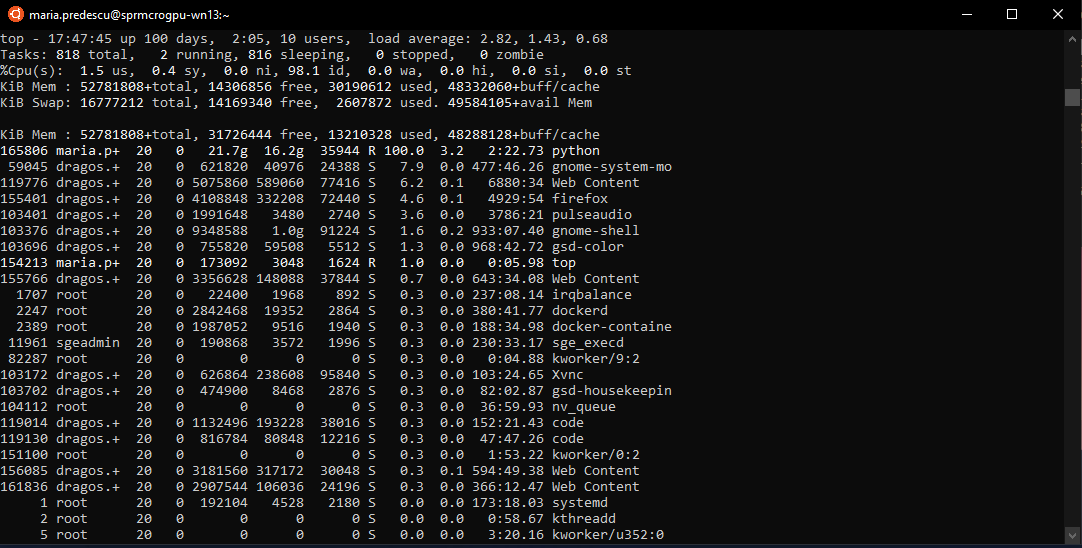 maria.predescu@sprmcrogpu-wn13:~
top - 17:47:45 up 100 days,  2:05, 10 users,  load average: 2.82, 1.43, 0.68
Tasks: 818 total,   2 running, 816 sleeping,   0 stopped,   0 zombie
%Cpu(s):  1.5 us,  0.4 sy,  0.0 ni, 98.1 id,  0.0 wa,  0.0 hi,  0.0 si,  0.0 st
KiB Mem : 52781808+total, 14306856 free, 30190612 used, 48332060+buff/cache
KiB Swap: 16777212 total, 14169340 free,  2607872 used. 49584105+avail Mem
KiB Mem : 52781808+total, 31726444 free, 13210328 used, 48288128+buff/cache
165806 maria.p+  20   0   21.7g  16.2g  35944 R 100.0  3.2   2:22.73 python
59045 dragos.+  20   0  621820  40976  24388 S   7.9  0.0 477:46.26 gnome-system-mo
119776 dragos.+  20   0 5075860 589060  77416 S   6.2  0.1   6880:34 Web Content
155401 dragos.+  20   0 4108848 332208  72440 S   4.6  0.1   4929:54 firefox
103401 dragos.+  20   0 1991648   3480   2740 S   3.6  0.0   3786:21 pulseaudio
103376 dragos.+  20   0 9348588   1.0g  91224 S   1.6  0.2 933:07.40 gnome-shell
103696 dragos.+  20   0  755820  59508   5512 S   1.3  0.0 968:42.72 gsd-color
154213 maria.p+  20   0  173092   3048   1624 R   1.0  0.0   0:05.98 top
155766 dragos.+  20   0 3356628 148088  37844 S   0.7  0.0 643:34.08 Web Content
1707 root      20   0   22400   1968    892 S   0.3  0.0 237:08.14 irqbalance
2247 root      20   0 2842468  19352   2864 S   0.3  0.0 380:41.77 dockerd
2389 root      20   0 1987052   9516   1940 S   0.3  0.0 188:34.98 docker-containe
11961 sgeadmin  20   0  190868   3572   1996 S   0.3  0.0 230:33.17 sge_execd
82287 root      20   0       0      0      0 S   0.3  0.0   0:04.88 kworker/9:2
103172 dragos.+  20   0  626864 238608  95840 S   0.3  0.0 103:24.65 Xvnc
103702 dragos.+  20   0  474900   8468   2876 S   0.3  0.0  82:02.87 gsd-housekeepin
104112 root      20   0       0      0      0 S   0.3  0.0  36:59.93 nv_queue
119014 dragos.+  20   0 1132496 193228  38016 S   0.3  0.0 152:21.43 code
119130 dragos.+  20   0  816784  80848  12216 S   0.3  0.0  47:47.26 code
151100 root      20   0       0      0      0 S   0.3  0.0   1:53.22 kworker/0:2
156085 dragos.+  20   0 3181560 317172  30048 S   0.3  0.1 594:49.38 Web Content
161836 dragos.+  20   0 2907544 106036  24196 S   0.3  0.0 366:12.47 Web Content
1 root      20   0  192104   4528   2180 S   0.0  0.0 173:18.03 systemd
2 root      20   0       0      0      0 S   0.0  0.0   0:58.67 kthreadd
5 root      20   0       0      0      0 S   0.0  0.0   3:20.16 kworker/u352:0